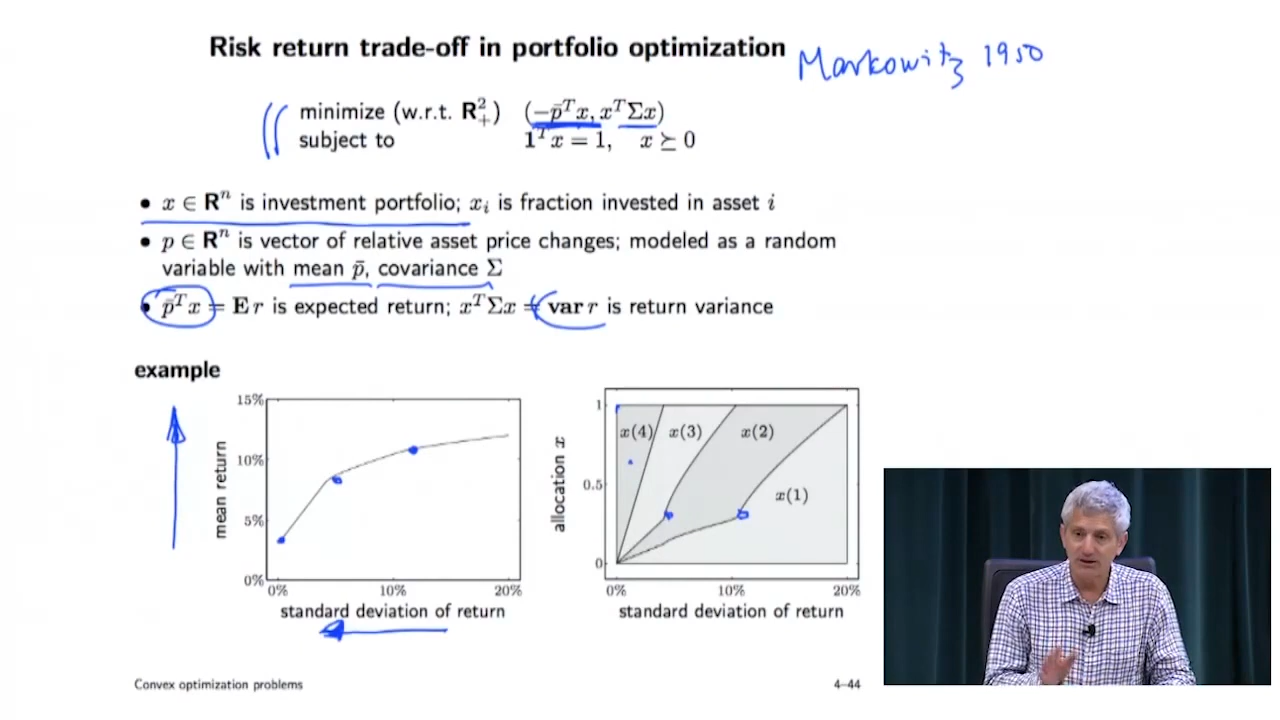 Risk return trade-off in portfolio optimization
Markowitz 1950
minimize (w.r.t. R²₊) (−p̄ᵀx, xᵀΣx)
subject to 1ᵀx = 1, x ⪰ 0
• x ∈ Rⁿ is investment portfolio; xᵢ is fraction invested in asset i
• p ∈ Rⁿ is vector of relative asset price changes; modeled as a random
variable with mean p̄, covariance Σ
• p̄ᵀx = E r is expected return; xᵀΣx = var r is return variance
example
15%
10%
5%
0%
mean return
0% 10% 20%
standard deviation of return
1
0.5
0
allocation x
x(4) x(3) x(2)
x(1)
0% 10% 20%
standard deviation of return
Convex optimization problems
4–44